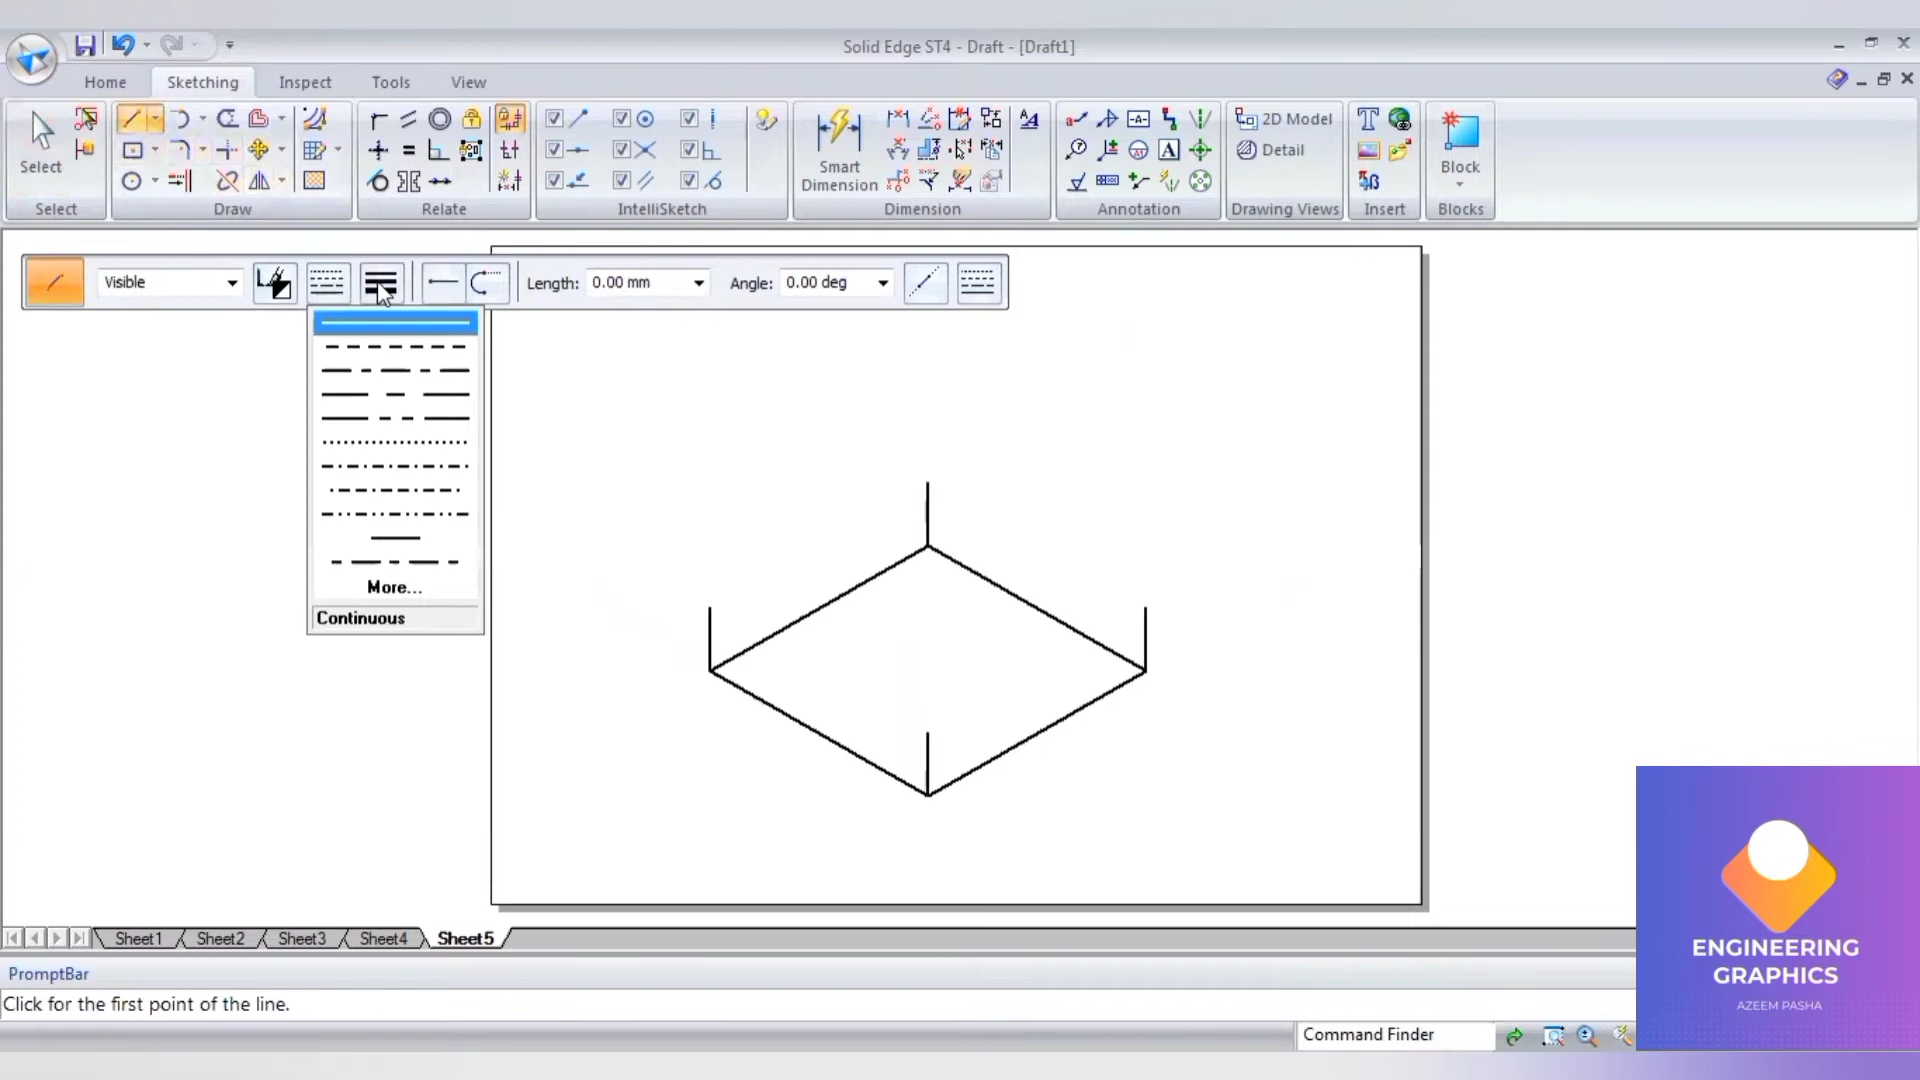 Solid Edge ST4 - Draft - [Draft1]
Home Sketching Inspect Tools View
Select
Smart
Dimension
A
A
T
2D Model
Detail
Block
Select Draw Relate IntelliSketch Dimension Annotation Drawing Views Insert Blocks
Visible Length: 0.00 mm Angle: 0.00 deg
More...
Continuous
Sheet1 Sheet2 Sheet3 Sheet4 Sheet5
PromptBar
Click for the first point of the line.
Command Finder
ENGINEERING
GRAPHICS
AZEEM PASHA